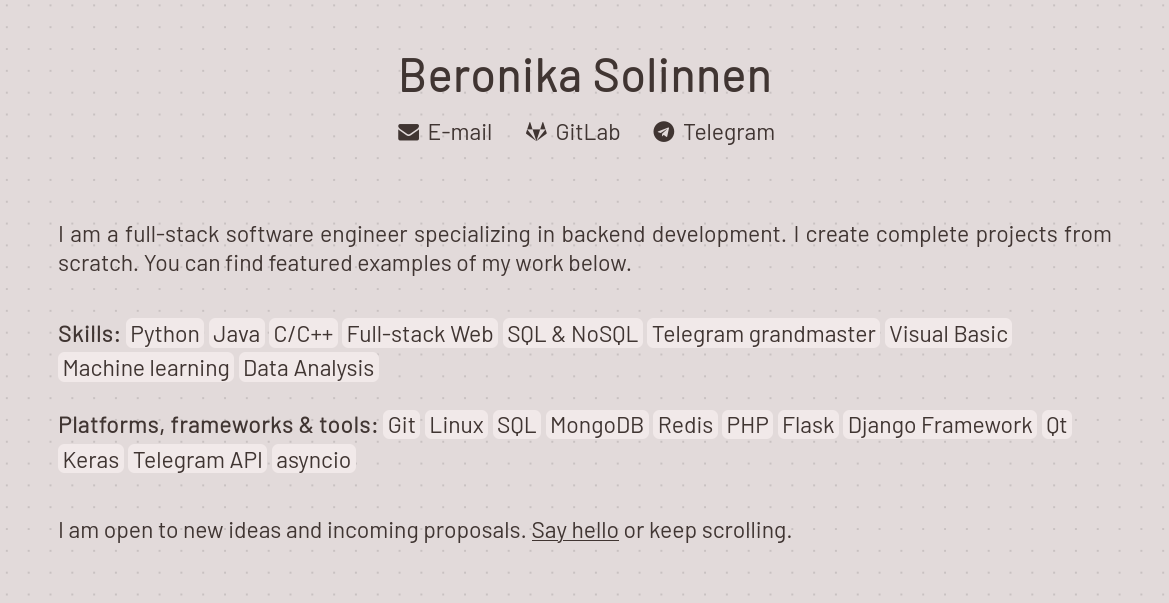 Beronika Solinnen
E-mail GitLab Telegram
I am a full-stack software engineer specializing in backend development. I create complete projects from
scratch. You can find featured examples of my work below.
Skills: Python Java C/C++ Full-stack Web SQL & NoSQL Telegram grandmaster Visual Basic
Machine learning Data Analysis
Platforms, frameworks & tools: Git Linux SQL MongoDB Redis PHP Flask Django Framework Qt
Keras Telegram API asyncio
I am open to new ideas and incoming proposals. Say hello or keep scrolling.